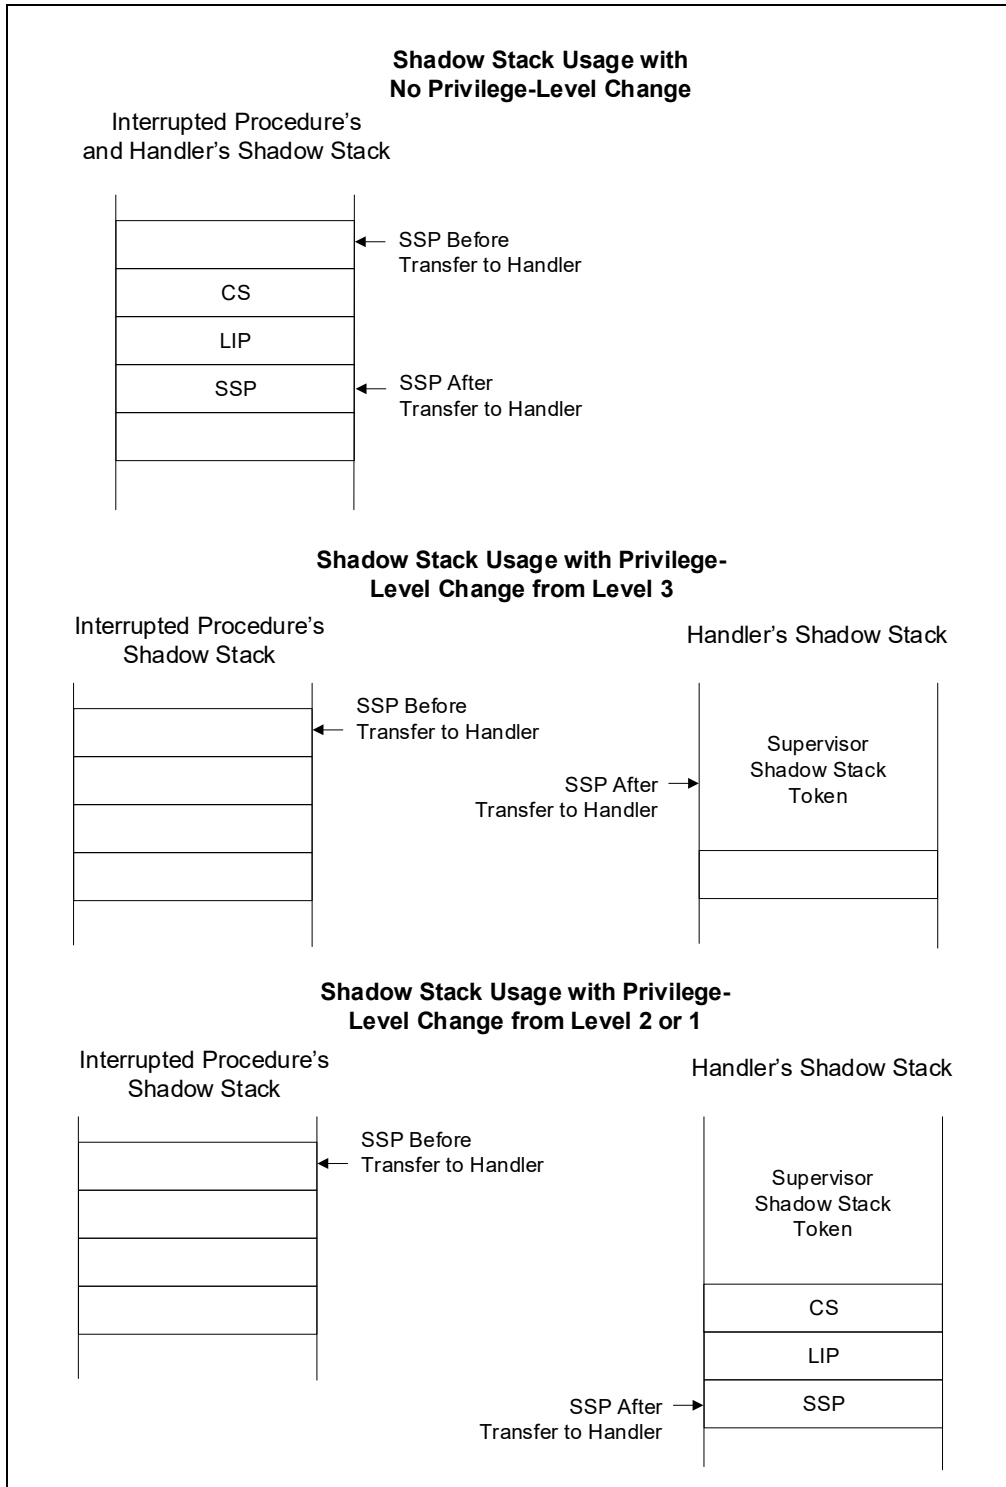 Shadow Stack Usage with
No Privilege-Level Change
Interrupted Procedure's
and Handler's Shadow Stack
SSP Before
Transfer to Handler
CS
LIP
SSP
SSP After
Transfer to Handler
Shadow Stack Usage with Privilege-
Level Change from Level 3
Interrupted Procedure's
Shadow Stack
Handler's Shadow Stack
SSP Before
Transfer to Handler
Supervisor
Shadow Stack
Token
SSP After
Transfer to Handler
Shadow Stack Usage with Privilege-
Level Change from Level 2 or 1
Interrupted Procedure's
Shadow Stack
Handler's Shadow Stack
SSP Before
Transfer to Handler
Supervisor
Shadow Stack
Token
CS
LIP
SSP
SSP After
Transfer to Handler